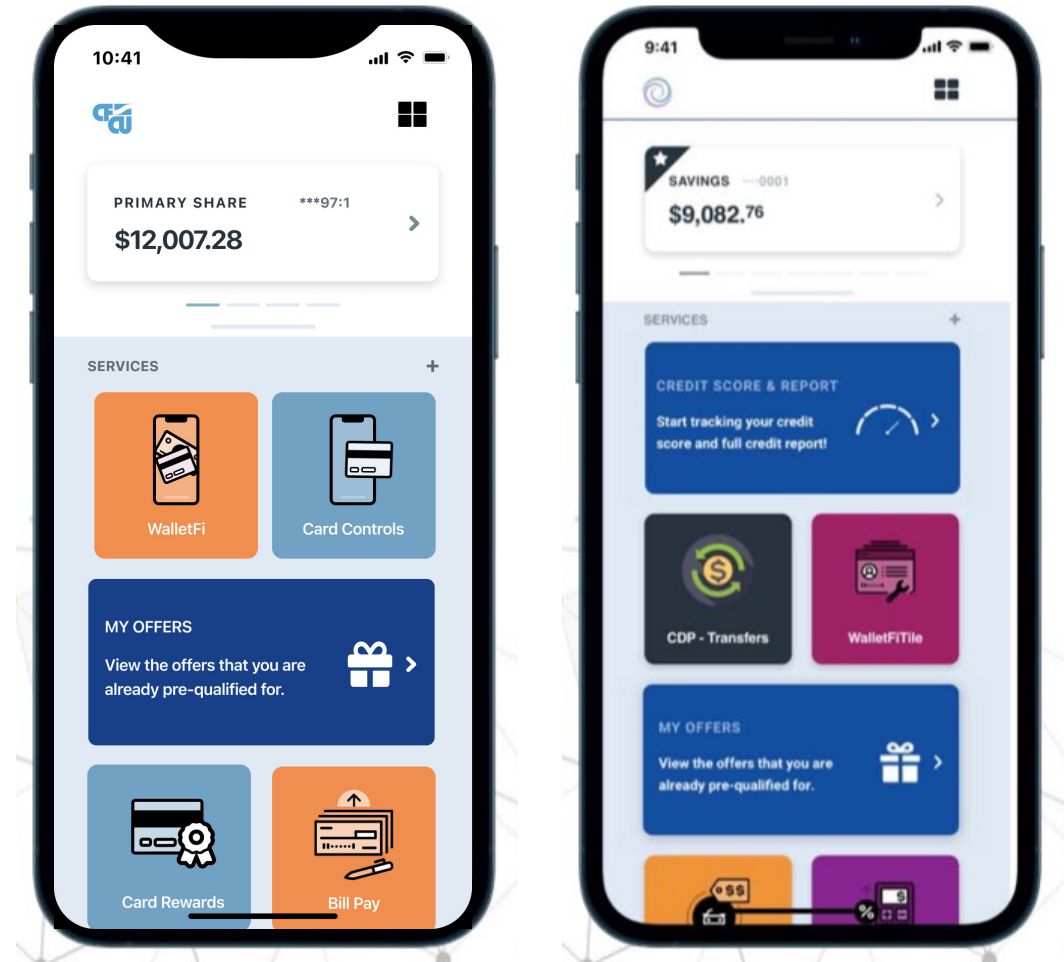 10:41
CFCU
PRIMARY SHARE ***97:1
$12,007.28
SERVICES +
WalletFi
Card Controls
MY OFFERS
View the offers that you are
already pre-qualified for.
Card Rewards
Bill Pay
9:41
SAVINGS ····0001
$9,082.76
SERVICES +
CREDIT SCORE & REPORT
Start tracking your credit
score and full credit report!
$
CDP - Transfers
WalletFiTile
MY OFFERS
View the offers that you are
already pre-qualified for.
$$
$
%